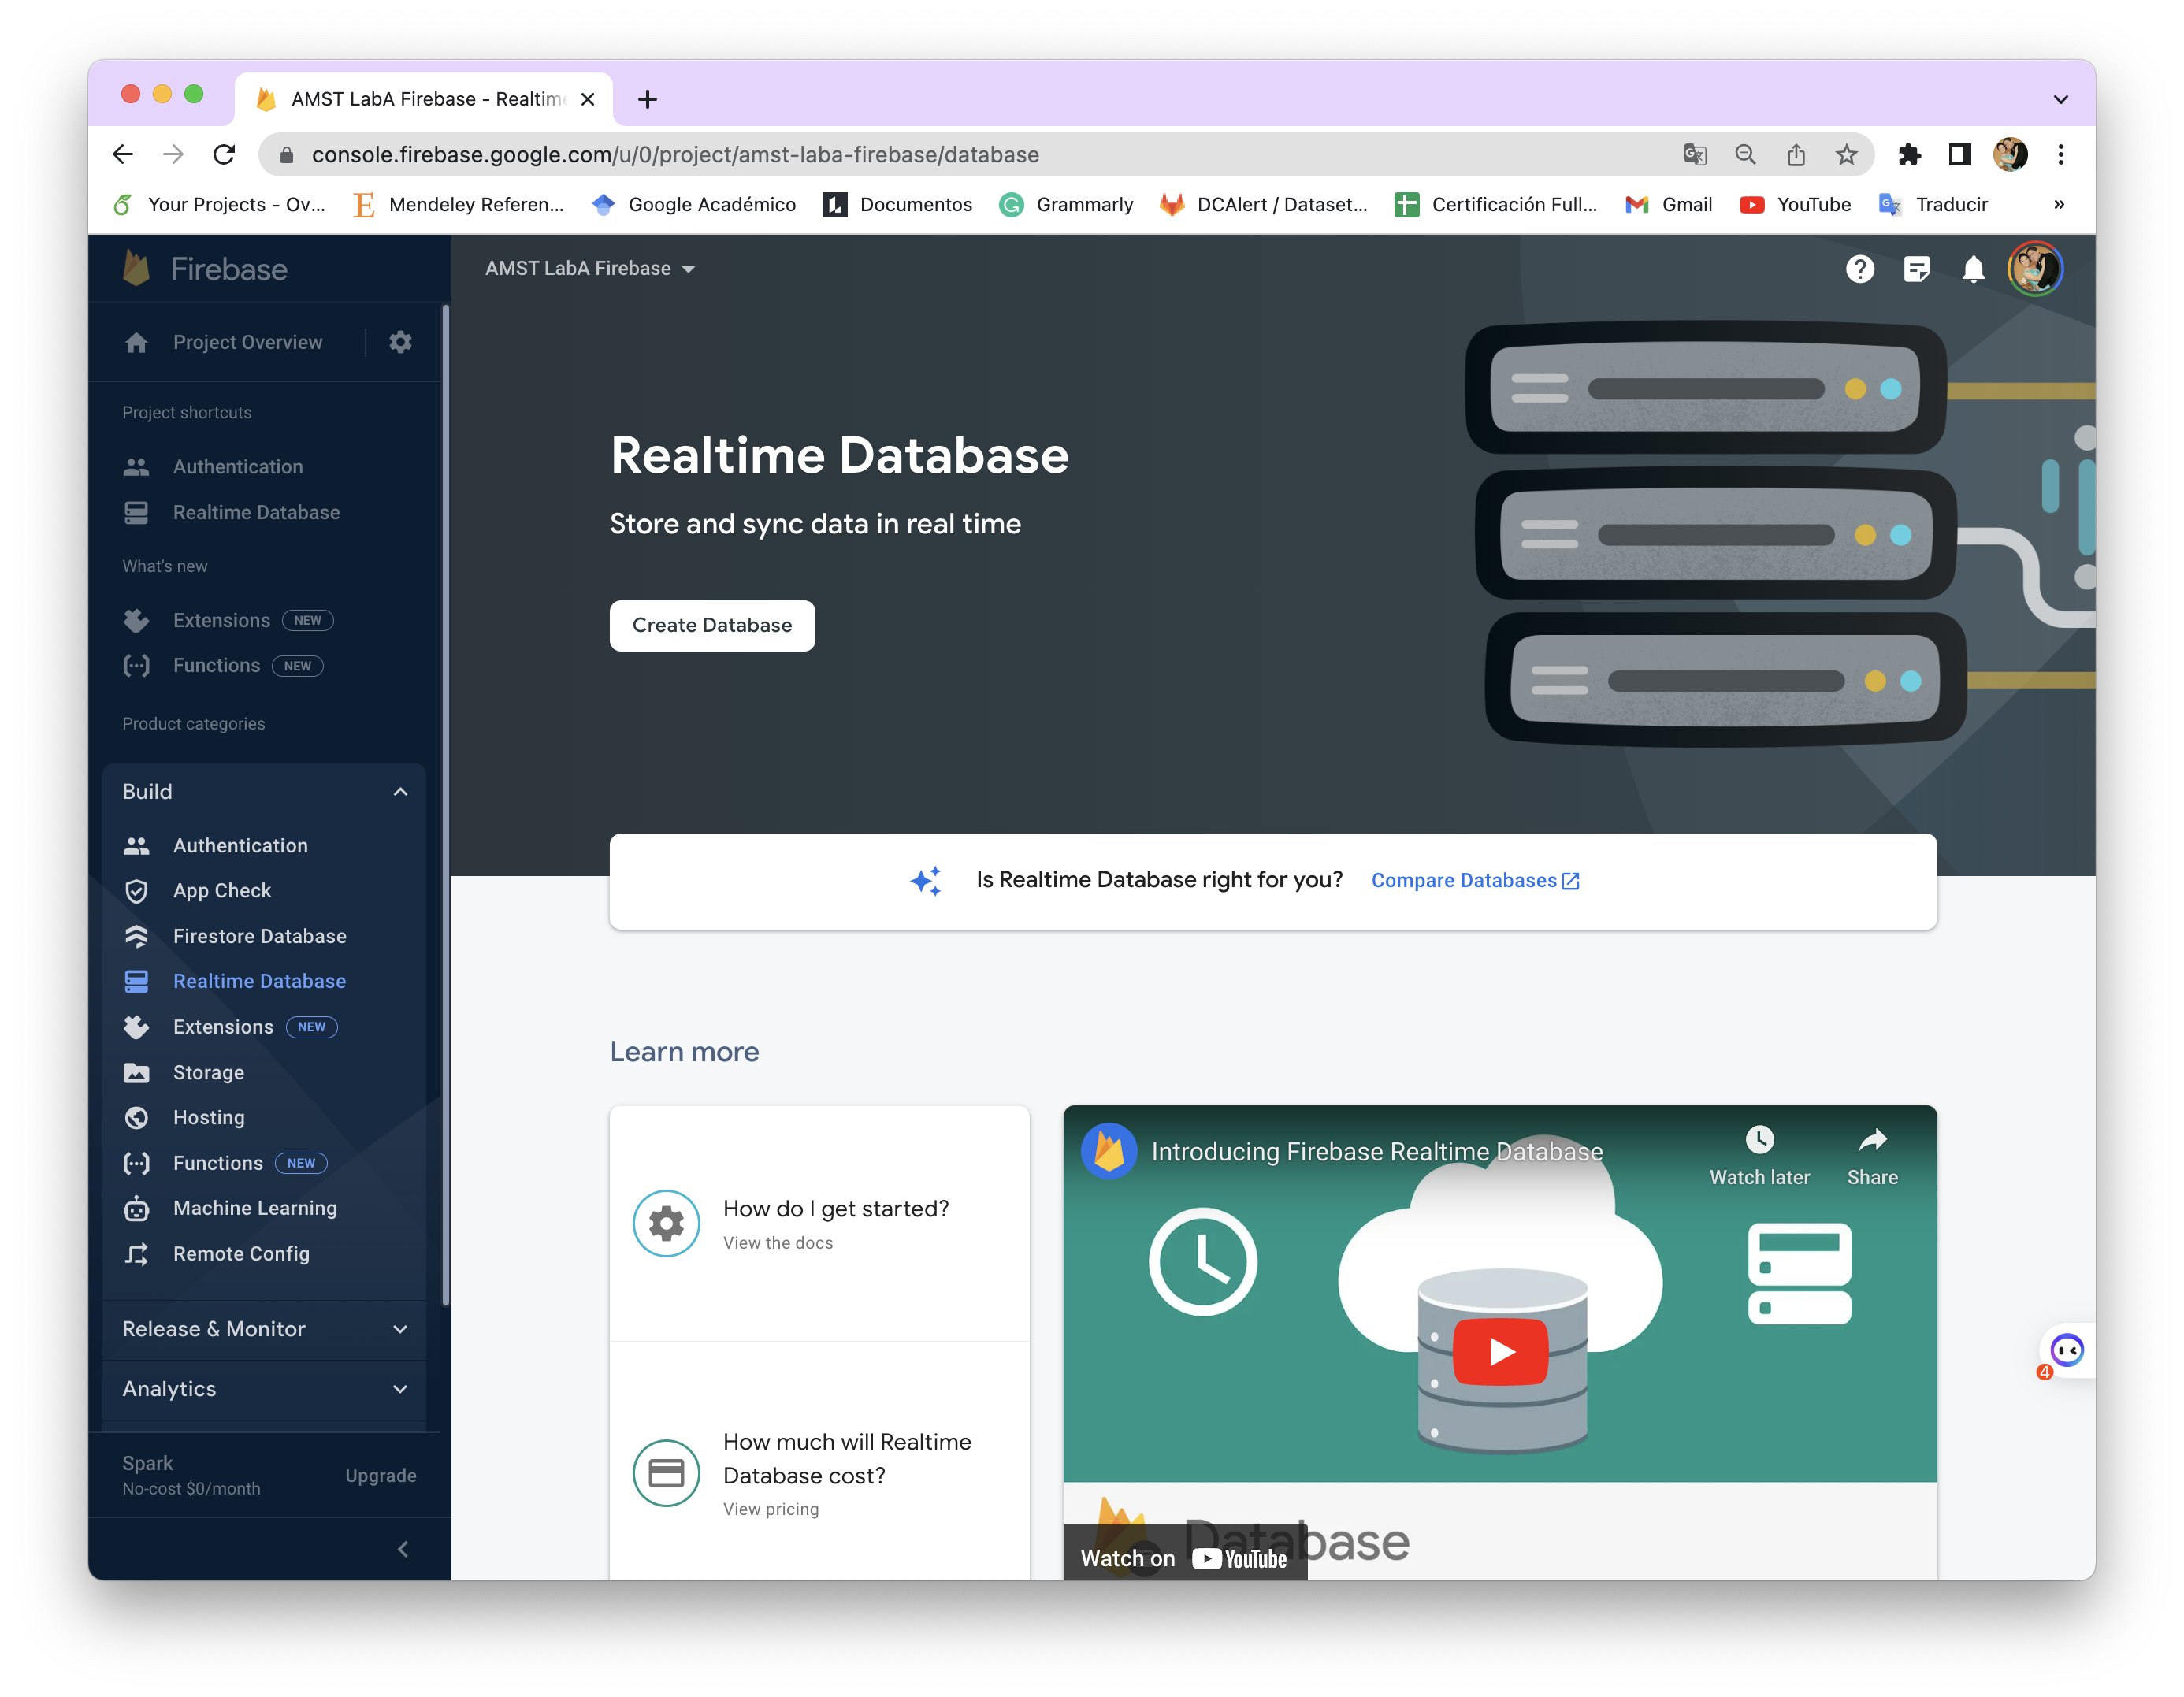 AMST LabA Firebase - Realtime
console.firebase.google.com/u/0/project/amst-laba-firebase/database
Your Projects - Ov...
Mendeley Referen...
Google Académico
Documentos
Grammarly
DCAlert / Dataset...
Certificación Full...
Gmail
YouTube
Traducir
»
Firebase
AMST LabA Firebase
Project Overview
Project shortcuts
Authentication
Realtime Database
What's new
Extensions NEW
Functions NEW
Product categories
Build
Authentication
App Check
Firestore Database
Realtime Database
Extensions NEW
Storage
Hosting
Functions NEW
Machine Learning
Remote Config
Release & Monitor
Analytics
Spark
No-cost $0/month
Upgrade
Realtime Database
Store and sync data in real time
Create Database
Is Realtime Database right for you? Compare Databases
Learn more
How do I get started?
View the docs
How much will Realtime
Database cost?
View pricing
Introducing Firebase Realtime Database
Watch later
Share
Database
Watch on YouTube
4